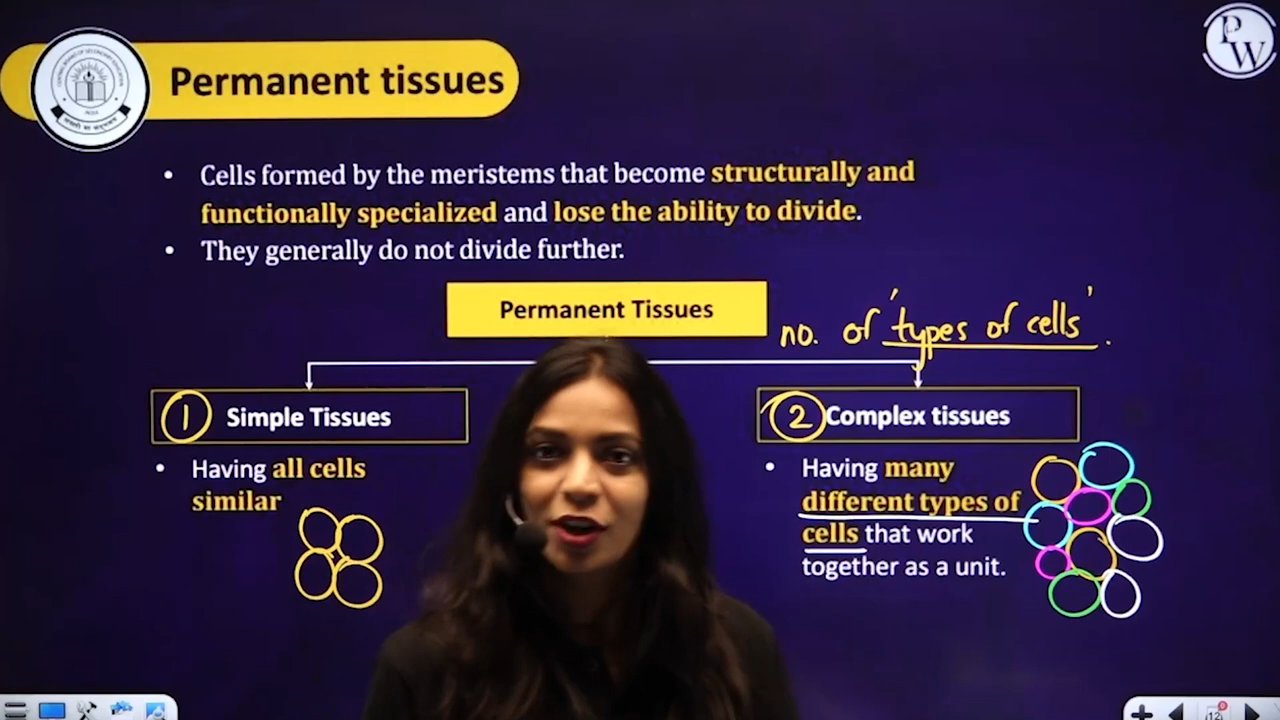 PW
Permanent tissues
• Cells formed by the meristems that become structurally and
functionally specialized and lose the ability to divide.
• They generally do not divide further.
Permanent Tissues
no. of 'types of cells'.
1 Simple Tissues
• Having all cells
similar
2 Complex tissues
• Having many
different types of
cells that work
together as a unit.
12